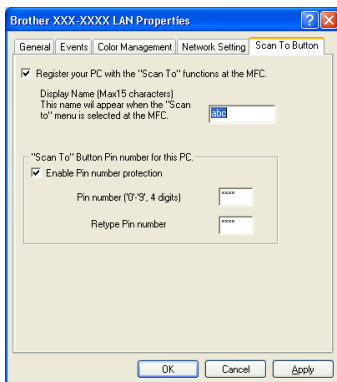 Brother XXX-XXXX LAN Properties
General Events Color Management Network Setting Scan To Button
Register your PC with the "Scan To" functions at the MFC.
Display Name (Max15 characters)
This name wil appear when the "Scan
to" menu is selected at the MFC.
abc
"Scan To" Button Pin number for this PC.
Enable Pin number protection
Pin number ('0'-'9', 4 digits) ****
Retype Pin number ****
OK Cancel Apply